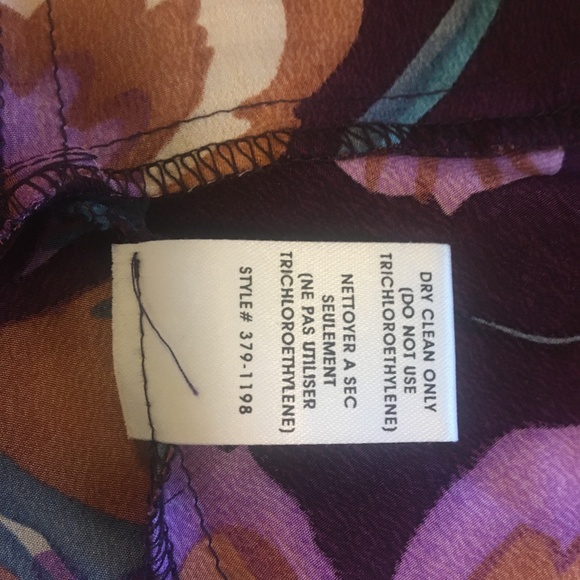 DRY CLEAN ONLY
(DO NOT USE
TRICHLOROETHYLENE)
NETTOYER A SEC
SEULEMENT
(NE PAS UTILISER
TRICHLOROETHYLENE)
STYLE# 379-1198